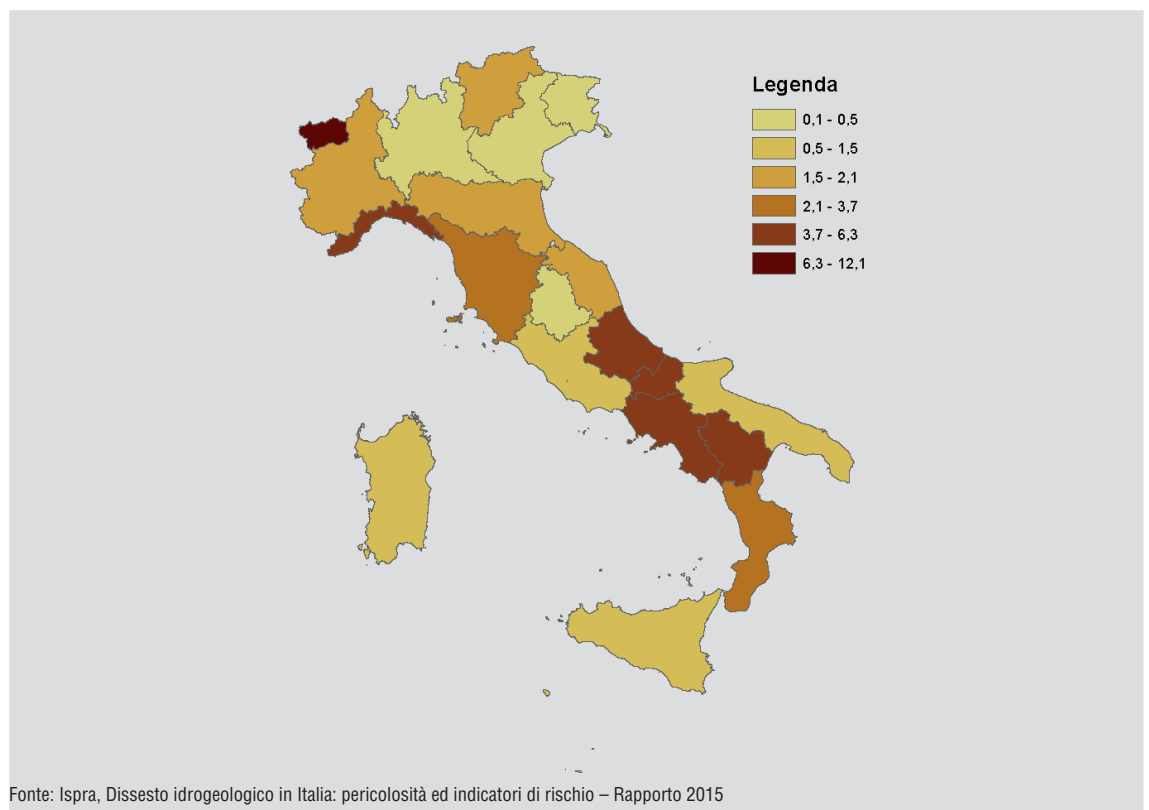 Legenda
0,1 - 0,5
0,5 - 1,5
1,5 - 2,1
2,1 - 3,7
3,7 - 6,3
6,3 - 12,1
Fonte: Ispra, Dissesto idrogeologico in Italia: pericolosità ed indicatori di rischio – Rapporto 2015